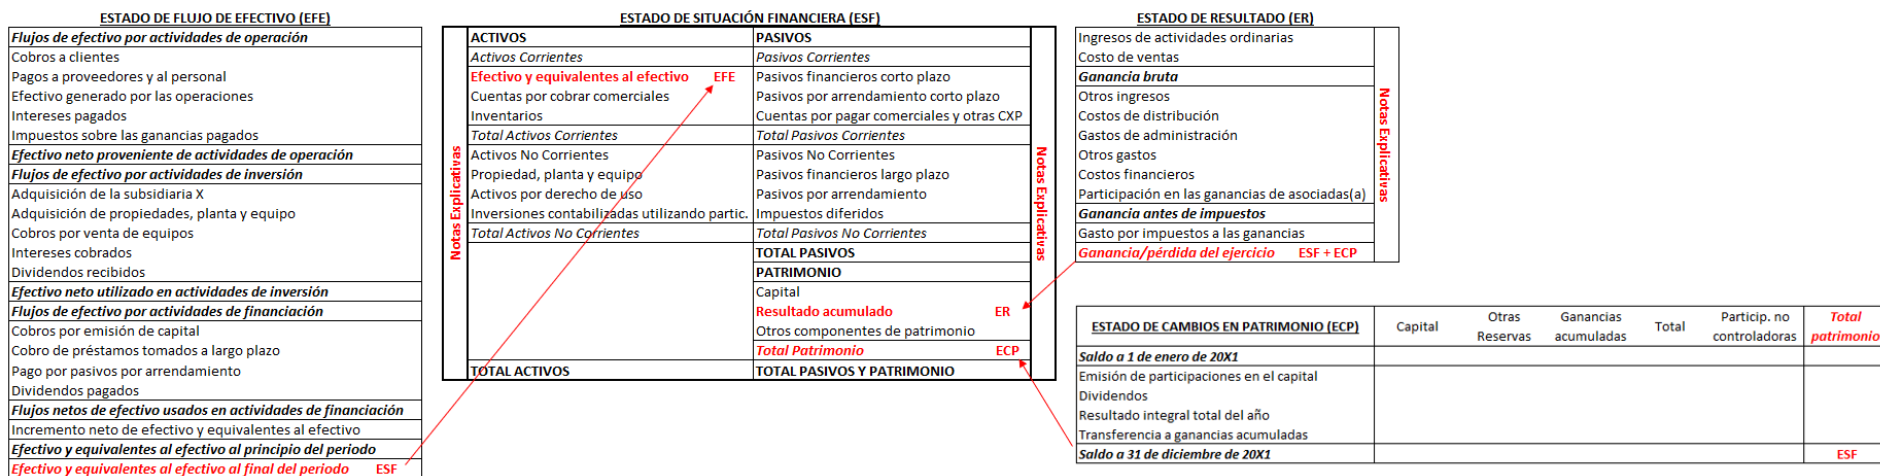 ESTADO DE FLUJO DE EFECTIVO (EFE)
Flujos de efectivo por actividades de operación
Cobros a clientes
Pagos a proveedores y al personal
Efectivo generado por las operaciones
Intereses pagados
Impuestos sobre las ganancias pagados
Efectivo neto proveniente de actividades de operación
Flujos de efectivo por actividades de inversión
Adquisición de la subsidiaria X
Adquisición de propiedades, planta y equipo
Cobros por venta de equipos
Intereses cobrados
Dividendos recibidos
Efectivo neto utilizado en actividades de inversión
Flujos de efectivo por actividades de financiación
Cobros por emisión de capital
Cobro de préstamos tomados a largo plazo
Pago por pasivos por arrendamiento
Dividendos pagados
Flujos netos de efectivo usados en actividades de financiación
Incremento neto de efectivo y equivalentes al efectivo
Efectivo y equivalentes al efectivo al principio del periodo
Efectivo y equivalentes al efectivo al final del periodo ESF
ESTADO DE SITUACIÓN FINANCIERA (ESF)
Notas Explicativas
ACTIVOS PASIVOS
Activos Corrientes Pasivos Corrientes
Efectivo y equivalentes al efectivo EFE Pasivos financieros corto plazo
Cuentas por cobrar comerciales Pasivos por arrendamiento corto plazo
Inventarios Cuentas por pagar comerciales y otras CXP
Total Activos Corrientes Total Pasivos Corrientes
Activos No Corrientes Pasivos No Corrientes
Propiedad, planta y equipo Pasivos financieros largo plazo
Activos por derecho de uso Pasivos por arrendamiento
Inversiones contabilizadas utilizando partic. Impuestos diferidos
Total Activos No Corrientes Total Pasivos No Corrientes
TOTAL PASIVOS
PATRIMONIO
Capital
Resultado acumulado ER
Otros componentes de patrimonio
Total Patrimonio ECP
TOTAL ACTIVOS TOTAL PASIVOS Y PATRIMONIO
Notas Explicativas
ESTADO DE RESULTADO (ER)
Ingresos de actividades ordinarias
Costo de ventas
Ganancia bruta
Otros ingresos
Costos de distribución
Gastos de administración
Otros gastos
Costos financieros
Participación en las ganancias de asociadas(a)
Ganancia antes de impuestos
Gasto por impuestos a las ganancias
Ganancia/pérdida del ejercicio ESF + ECP
Notas Explicativas
ESTADO DE CAMBIOS EN PATRIMONIO (ECP) Capital Otras Reservas Ganancias acumuladas Total Particip. no controladoras Total patrimonio
Saldo a 1 de enero de 20X1
Emisión de participaciones en el capital
Dividendos
Resultado integral total del año
Transferencia a ganancias acumuladas
Saldo a 31 de diciembre de 20X1 ESF